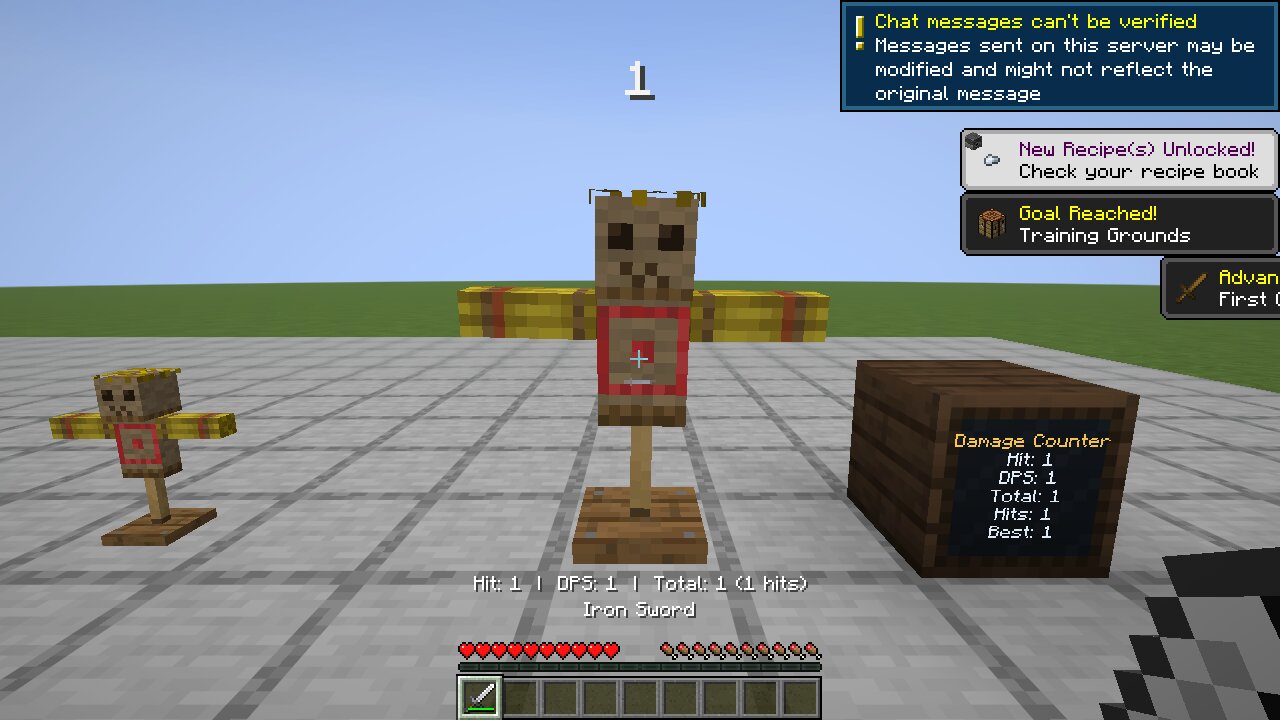 Chat messages can't be verified
Messages sent on this server may be
modified and might not reflect the
original message
1
New Recipe(s) Unlocked!
Check your recipe book
Goal Reached!
Training Grounds
Advan
First
Damage Counter
Hit: 1
DPS: 1
Total: 1
Hits: 1
Best: 1
Hit: 1 | DPS: 1 | Total: 1 (1 hits)
Iron Sword